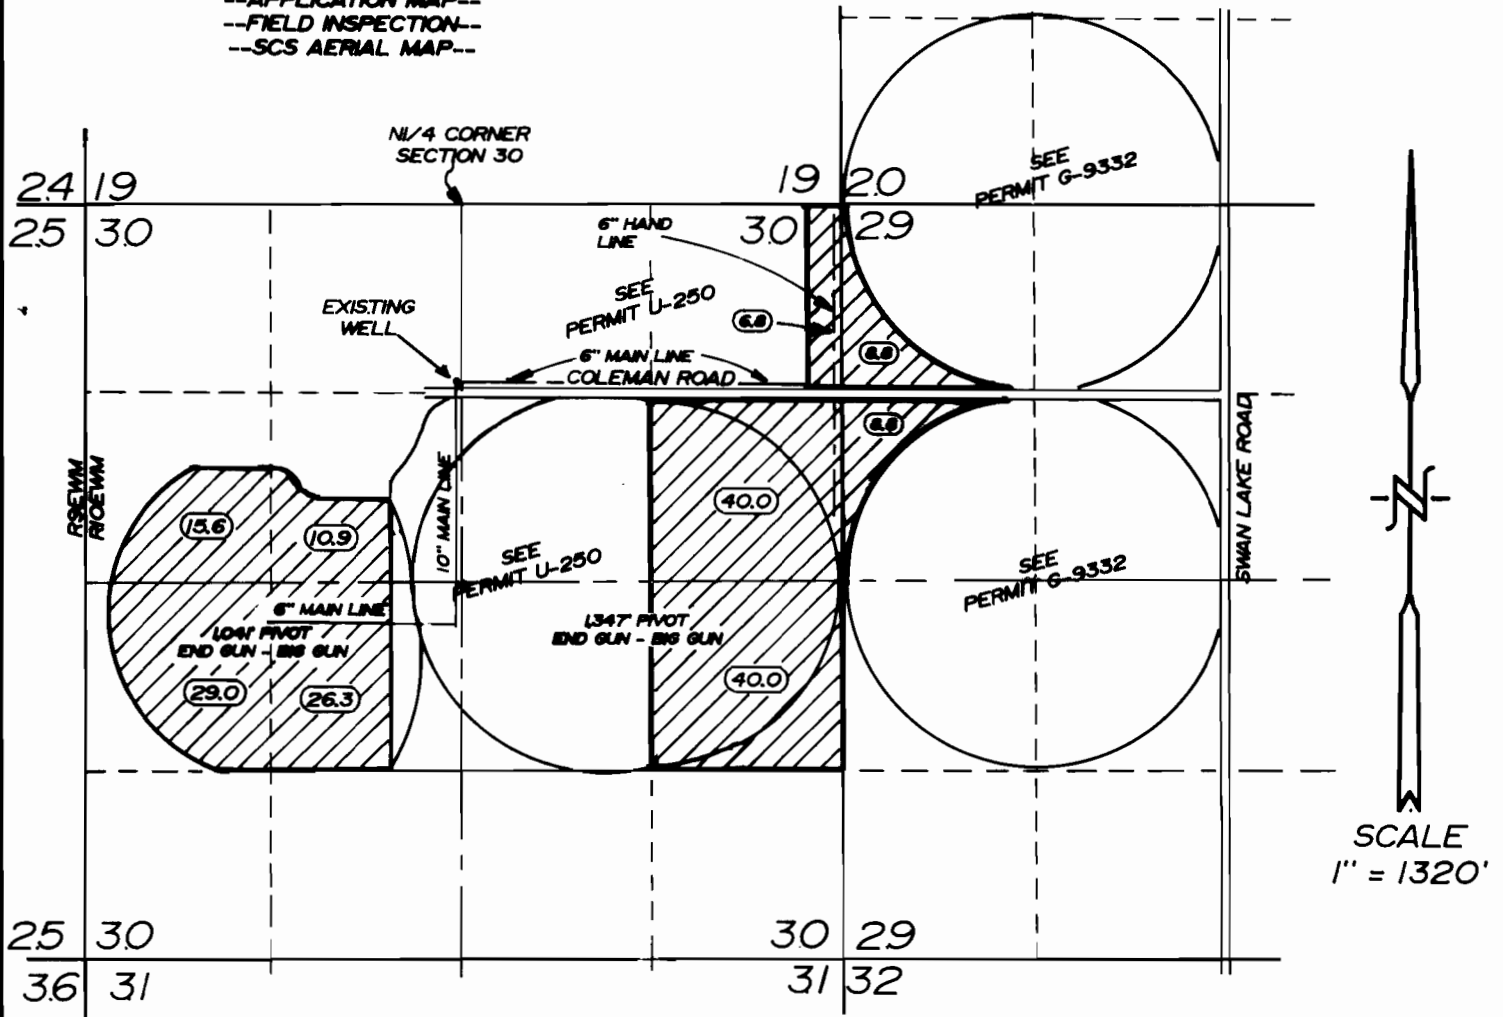 --APPLICATION MAP--
--FIELD INSPECTION--
--SCS AERIAL MAP--
N1/4 CORNER
SECTION 30
24 19
19 20
25 30
30 29
6" HAND
LINE
SEE
PERMIT G-9332
SEE
PERMIT U-250
EXISTING
WELL
6.8
8.8
6" MAIN LINE
COLEMAN ROAD
8.8
R9EWM
R10EWM
10" MAIN LINE
SWAN LAKE ROAD
15.6
10.9
40.0
SEE
PERMIT U-250
SEE
PERMIT G-9332
6" MAIN LINE
1,041' PIVOT
END GUN - BIG GUN
1,347' PIVOT
END GUN - BIG GUN
29.0
26.3
40.0
N
SCALE
1" = 1320'
25 30
30 29
36 31
31 32